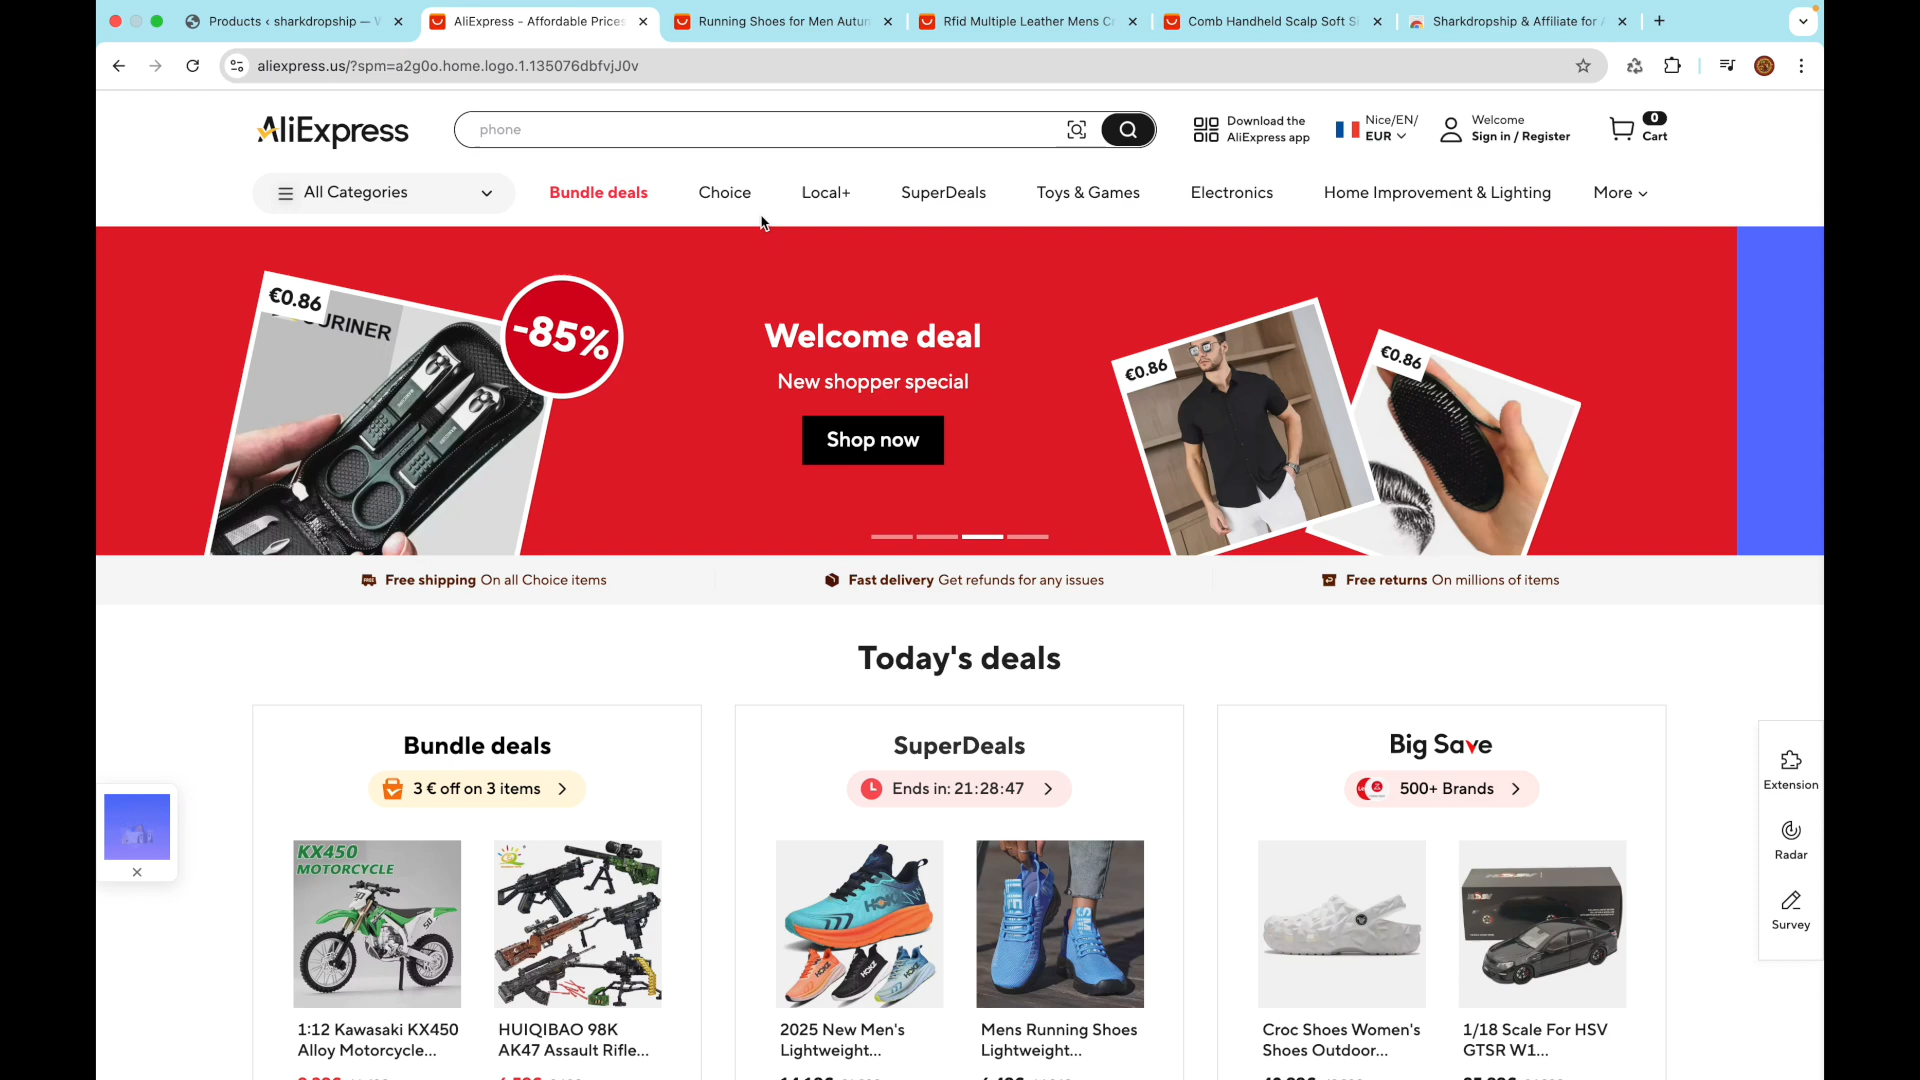 Products ‹ sharkdropship —
AliExpress - Affordable Prices
Running Shoes for Men Autun
Rfid Multiple Leather Mens C
Comb Handheld Scalp Soft Si
Sharkdropship & Affiliate for
aliexpress.us/?spm=a2g0o.home.logo.1.135076dbfvjJ0v
AliExpress
phone
Download the
AliExpress app
Nice/EN/
EUR
Welcome
Sign in / Register
0
Cart
All Categories
Bundle deals
Choice
Local+
SuperDeals
Toys & Games
Electronics
Home Improvement & Lighting
More
€0.86
-85%
Welcome deal
New shopper special
Shop now
€0.86
€0.86
Free shipping On all Choice items
Fast delivery Get refunds for any issues
Free returns On millions of items
Today's deals
Bundle deals
3 € off on 3 items
SuperDeals
Ends in: 21:28:47
Big Save
500+ Brands
Extension
Radar
Survey
KX450
MOTORCYCLE
1:12 Kawasaki KX450
Alloy Motorcycle...
HUIQIBAO 98K
AK47 Assault Rifle...
2025 New Men's
Lightweight...
Mens Running Shoes
Lightweight...
Croc Shoes Women's
Shoes Outdoor...
1/18 Scale For HSV
GTSR W1...